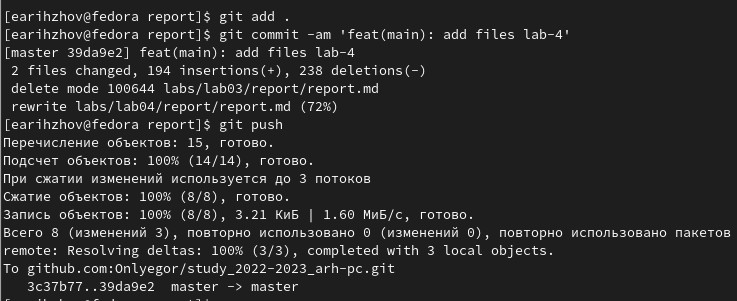 [earihzhov@fedora report]$ git add .
[earihzhov@fedora report]$ git commit -am 'feat(main): add files lab-4'
[master 39da9e2] feat(main): add files lab-4
 2 files changed, 194 insertions(+), 238 deletions(-)
 delete mode 100644 labs/lab03/report/report.md
 rewrite labs/lab04/report/report.md (72%)
[earihzhov@fedora report]$ git push
Перечисление объектов: 15, готово.
Подсчет объектов: 100% (14/14), готово.
При сжатии изменений используется до 3 потоков
Сжатие объектов: 100% (8/8), готово.
Запись объектов: 100% (8/8), 3.21 КиБ | 1.60 МиБ/с, готово.
Всего 8 (изменений 3), повторно использовано 0 (изменений 0), повторно использовано пакетов
remote: Resolving deltas: 100% (3/3), completed with 3 local objects.
To github.com:Onlyegor/study_2022-2023_arh-pc.git
   3c37b77..39da9e2  master -> master